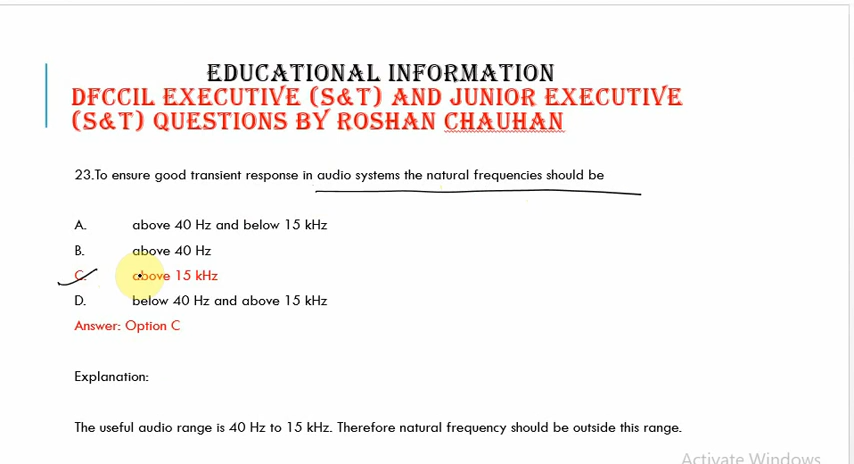 EDUCATIONAL INFORMATION
DFCCIL EXECUTIVE (S&T) AND JUNIOR EXECUTIVE
(S&T) QUESTIONS BY ROSHAN CHAUHAN
23.To ensure good transient response in audio systems the natural frequencies should be
A. above 40 Hz and below 15 kHz
B. above 40 Hz
C. above 15 kHz
D. below 40 Hz and above 15 kHz
Answer: Option C
Explanation:
The useful audio range is 40 Hz to 15 kHz. Therefore natural frequency should be outside this range.
Activate Windows